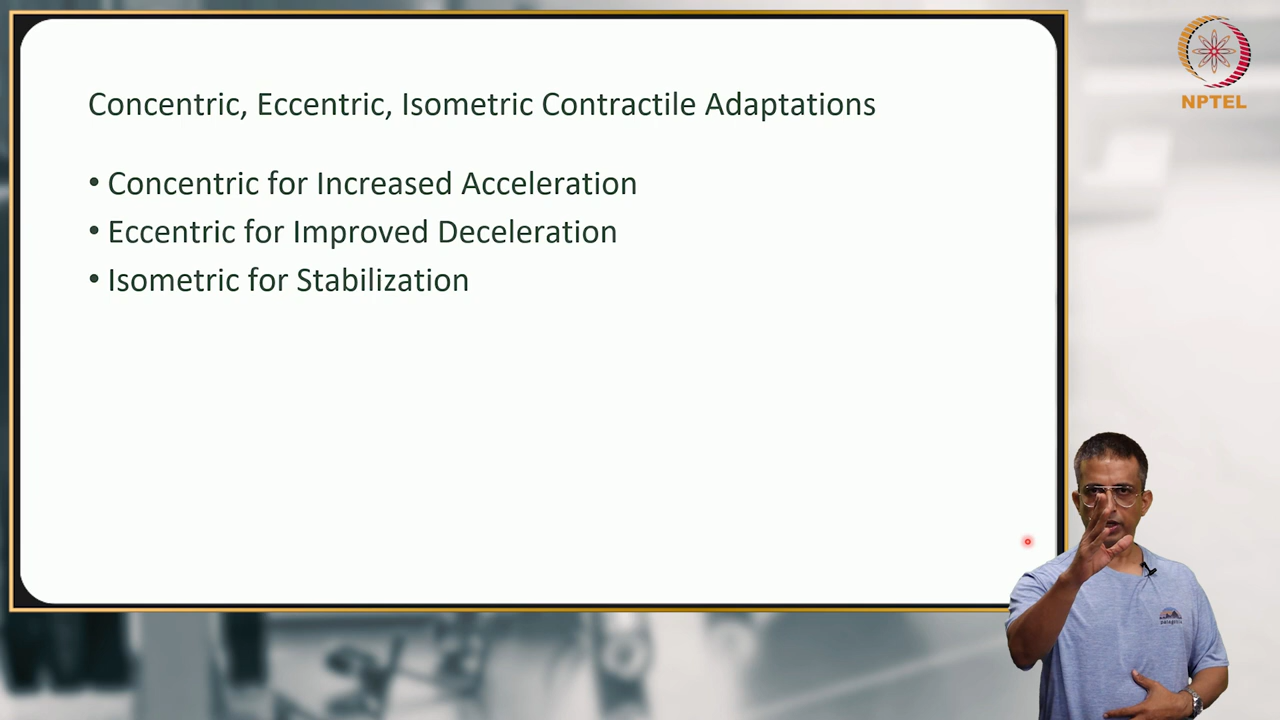 NPTEL
Concentric, Eccentric, Isometric Contractile Adaptations
• Concentric for Increased Acceleration
• Eccentric for Improved Deceleration
• Isometric for Stabilization